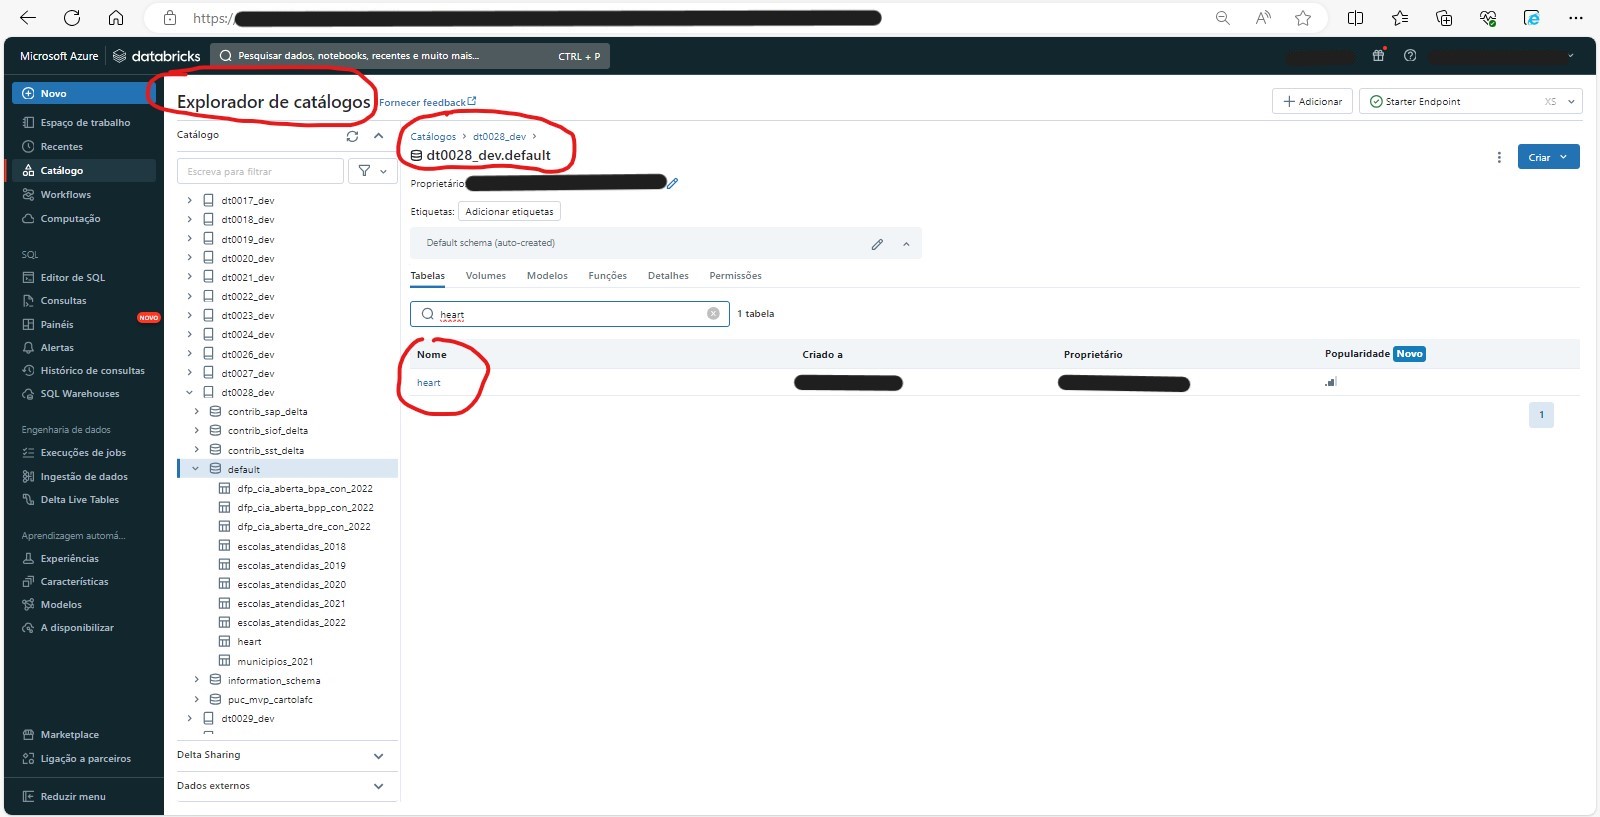 https:/
Microsoft Azure
databricks
Pesquisar dados, notebooks, recentes e muito mais...
CTRL + P
Novo
Espaço de trabalho
Recentes
Catálogo
Workflows
Computação
SQL
Editor de SQL
Consultas
Painéis
NOVO
Alertas
Histórico de consultas
SQL Warehouses
Engenharia de dados
Execuções de jobs
Ingestão de dados
Delta Live Tables
Aprendizagem automá...
Experiências
Características
Modelos
A disponibilizar
Marketplace
Ligação a parceiros
Reduzir menu
Explorador de catálogos
Fornecer feedback
Adicionar
Starter Endpoint
XS
Catálogo
Escreva para filtrar
dt0017_dev
dt0018_dev
dt0019_dev
dt0020_dev
dt0021_dev
dt0022_dev
dt0023_dev
dt0024_dev
dt0026_dev
dt0027_dev
dt0028_dev
contrib_sap_delta
contrib_siof_delta
contrib_sst_delta
default
dfp_cia_aberta_bpa_con_2022
dfp_cia_aberta_bpp_con_2022
dfp_cia_aberta_dre_con_2022
escolas_atendidas_2018
escolas_atendidas_2019
escolas_atendidas_2020
escolas_atendidas_2021
escolas_atendidas_2022
heart
municipios_2021
information_schema
puc_mvp_cartolafc
dt0029_dev
Delta Sharing
Dados externos
Catálogos > dt0028_dev >
dt0028_dev.default
Criar
Proprietário:
Etiquetas: Adicionar etiquetas
Default schema (auto-created)
Tabelas Volumes Modelos Funções Detalhes Permissões
heart
1 tabela
Nome Criado a Proprietário Popularidade Novo
heart
1